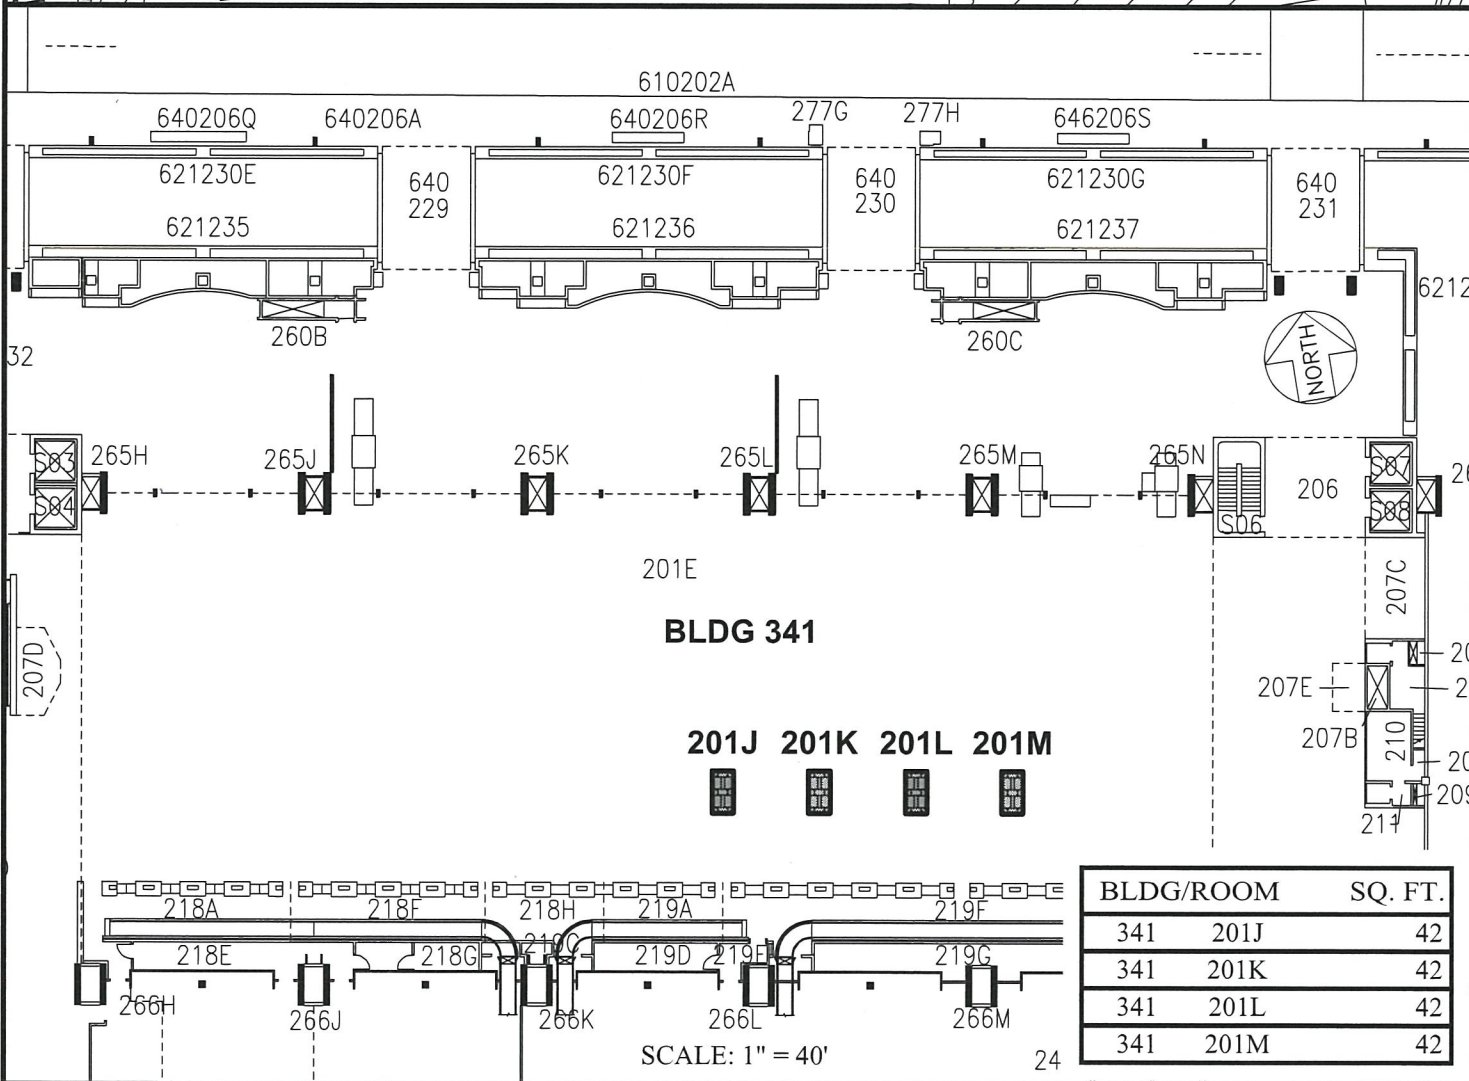 610202A
640206Q 640206A 640206R 277G 277H 646206S
621230E 621230F 621230G
640
229
640
230
640
231
621235 621236 621237
6212
260B 260C
32
NORTH
S03 265H 265J 265K 265L 265M 265N S07
S04 S06 206 S08
201E
207C
BLDG 341
207D
207E
207B 210
201J 201K 201L 201M
211 209
218A 218F 218H 219A 219F
218E 218G 219D 219G
266H 266J 266K 266L 266M
SCALE: 1" = 40'
24
BLDG/ROOM SQ. FT.
341 201J 42
341 201K 42
341 201L 42
341 201M 42